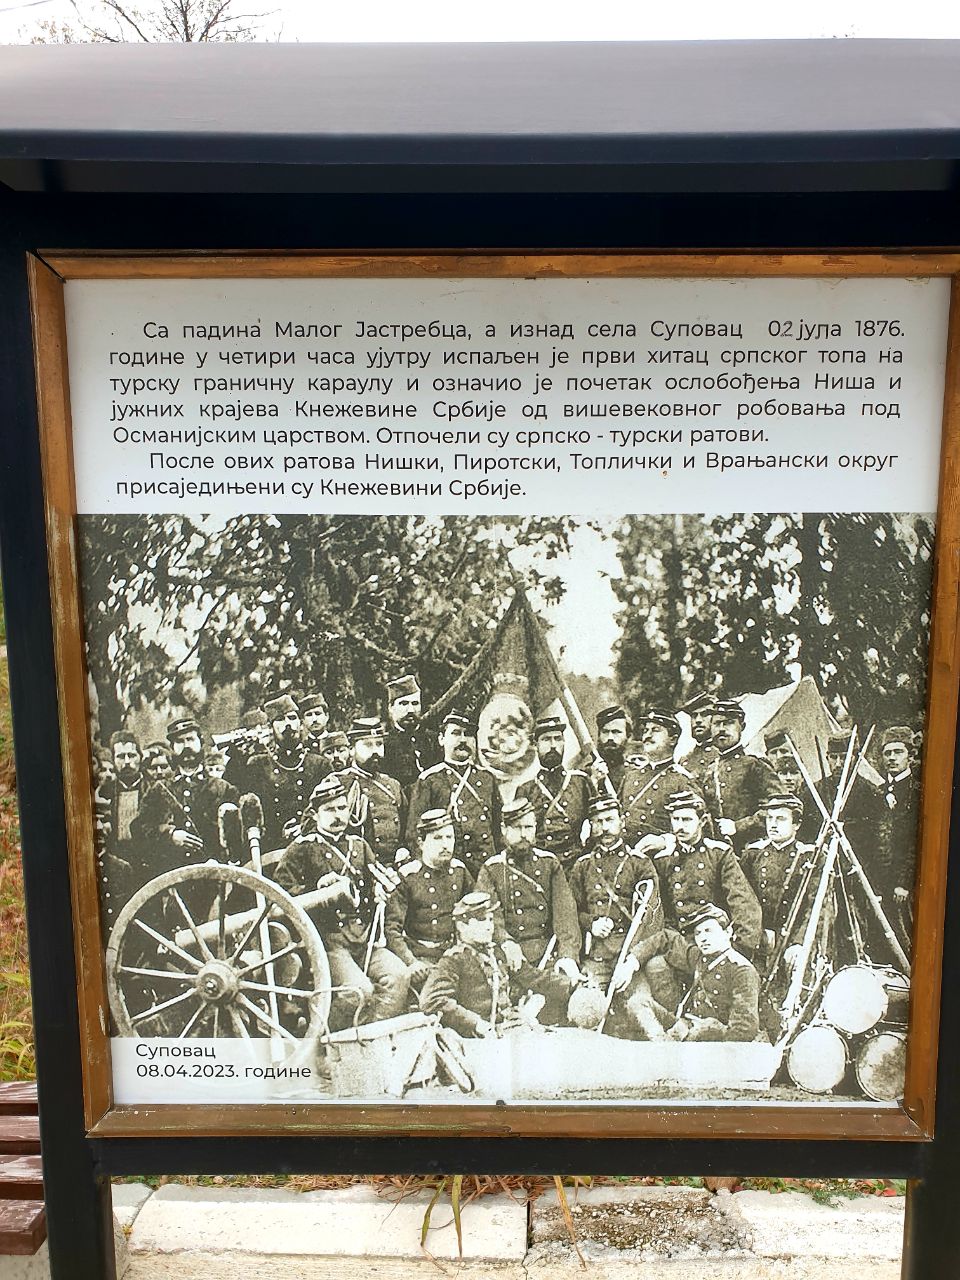 Са падина Малог Јастребца, а изнад села Суповац 02 јула 1876.
године у четири часа ујутру испаљен је први хитац српског топа на
турску граничну караулу и означио је почетак ослобођења Ниша и
јужних крајева Кнежевине Србије од вишевековног робовања под
Османијским царством. Отпочели су српско - турски ратови.
После ових ратова Нишки, Пиротски, Топлички и Врањански округ
присаједињени су Кнежевини Србије.
Суповац
08.04.2023. године